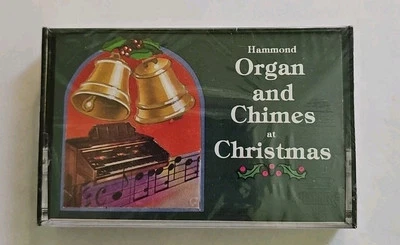 Hammond
Organ
and
Chimes
at
Christmas